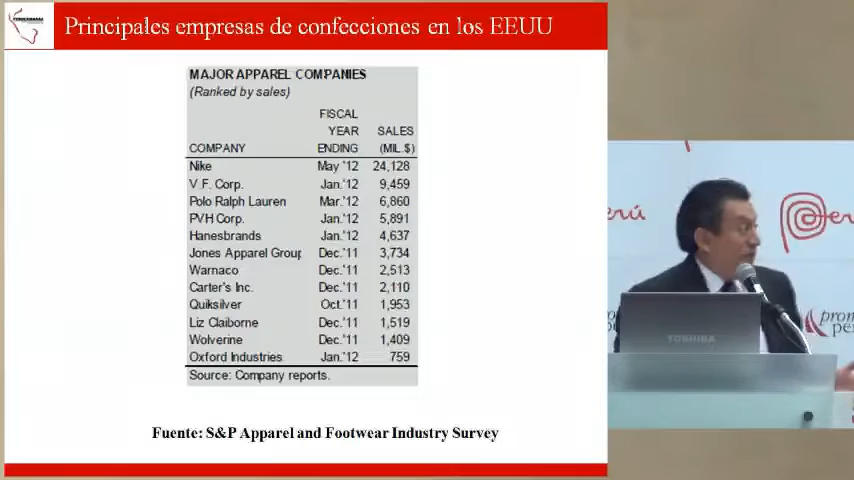 Principales empresas de confecciones en los EEUU
MAJOR APPAREL COMPANIES
(Ranked by sales)
FISCAL
YEAR SALES
COMPANY ENDING (MIL.$)
Nike May '12 24,128
V.F. Corp. Jan.'12 9,459
Polo Ralph Lauren Mar.'12 6,860
PVH Corp. Jan.'12 5,891
Hanesbrands Jan.'12 4,637
Jones Apparel Group Dec.'11 3,734
Warnaco Dec.'11 2,513
Carter's Inc. Dec.'11 2,110
Quiksilver Oct.'11 1,953
Liz Claiborne Dec.'11 1,519
Wolverine Dec.'11 1,409
Oxford Industries Jan.'12 759
Source: Company reports.
Fuente: S&P Apparel and Footwear Industry Survey
erú
Per
prom
per
TOSHIBA